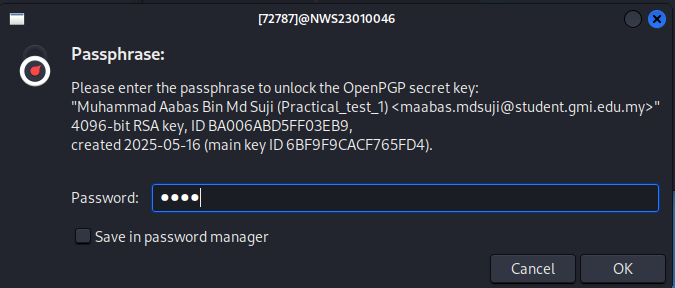 [72787]@NWS23010046
Passphrase:
Please enter the passphrase to unlock the OpenPGP secret key:
"Muhammad Aabas Bin Md Suji (Practical_test_1) <maabas.mdsuji@student.gmi.edu.my>"
4096-bit RSA key, ID BA006ABD5FF03EB9,
created 2025-05-16 (main key ID 6BF9F9CACF765FD4).
Password: ●●●●
Save in password manager
Cancel OK